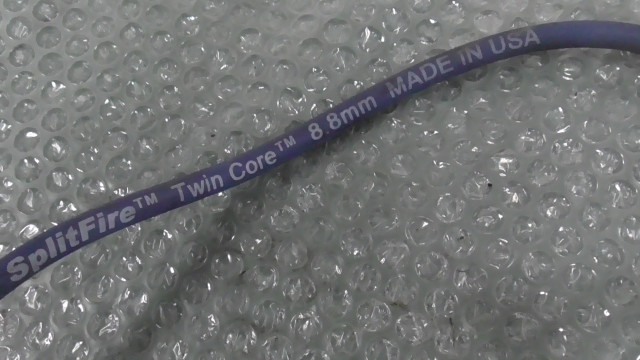 SplitFire™ Twin Core™ 8.8mm MADE IN USA